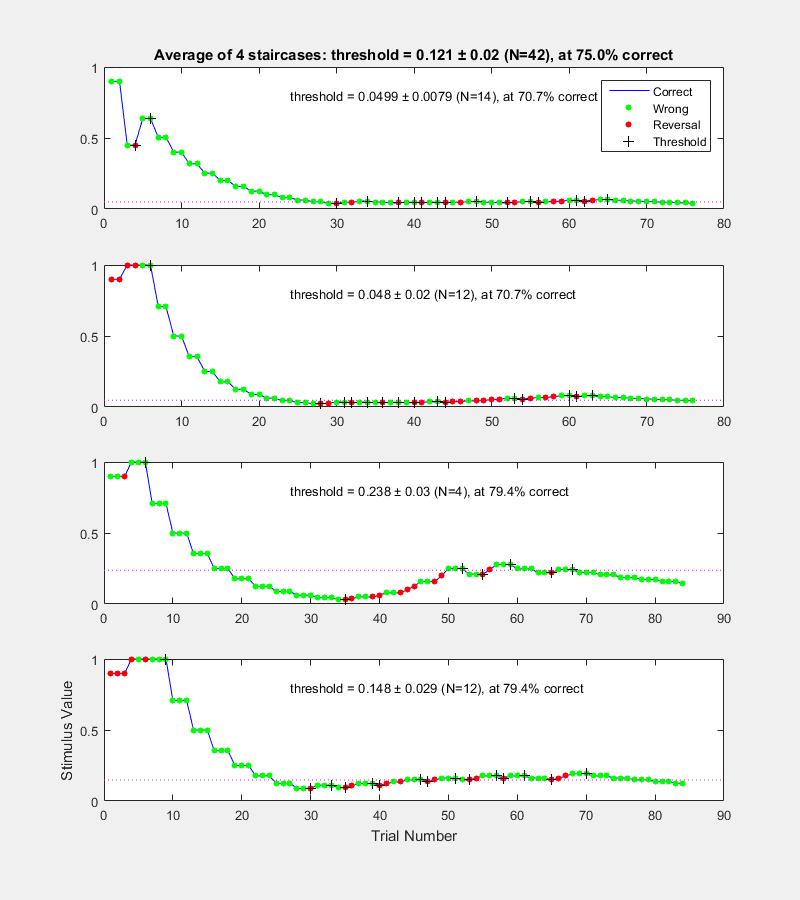 Average of 4 staircases: threshold = 0.121 ± 0.02 (N=42), at 75.0% correct
1
0.5
0
threshold = 0.0499 ± 0.0079 (N=14), at 70.7% correct
Correct
Wrong
Reversal
Threshold
0 10 20 30 40 50 60 70 80
1
0.5
0
threshold = 0.048 ± 0.02 (N=12), at 70.7% correct
0 10 20 30 40 50 60 70 80
1
0.5
0
threshold = 0.238 ± 0.03 (N=4), at 79.4% correct
0 10 20 30 40 50 60 70 80 90
Stimulus Value
1
0.5
0
threshold = 0.148 ± 0.029 (N=12), at 79.4% correct
0 10 20 30 40 50 60 70 80 90
Trial Number